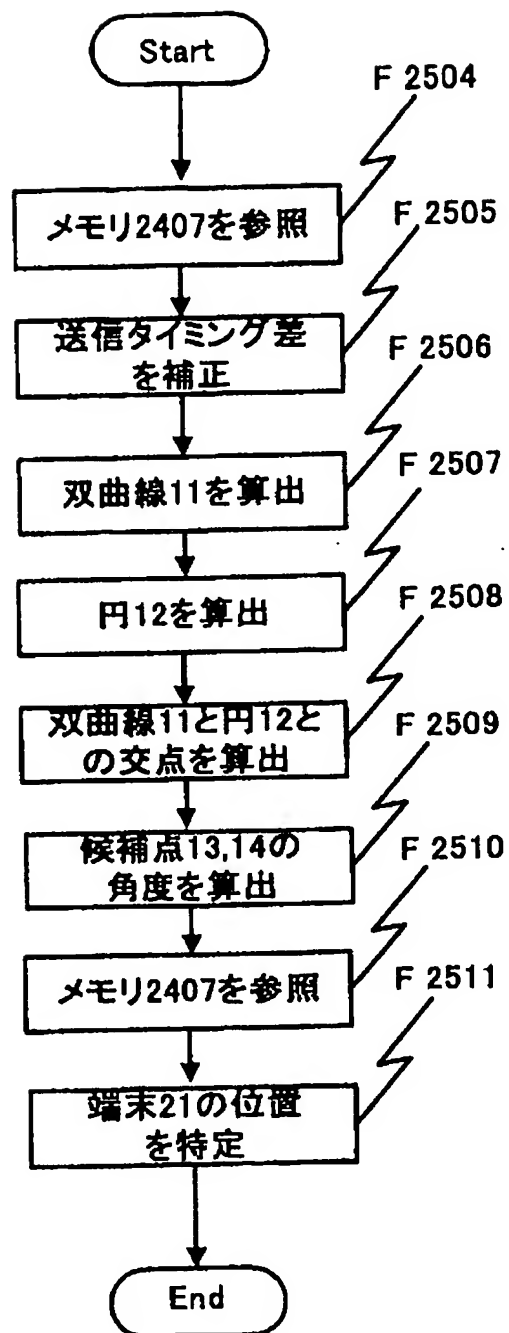 Start
F 2504
メモリ2407を参照
F 2505
送信タイミング差
を補正
F 2506
双曲線11を算出
F 2507
円12を算出
F 2508
双曲線11と円12と
の交点を算出
F 2509
候補点13,14の
角度を算出
F 2510
メモリ2407を参照
F 2511
端末21の位置
を特定
End